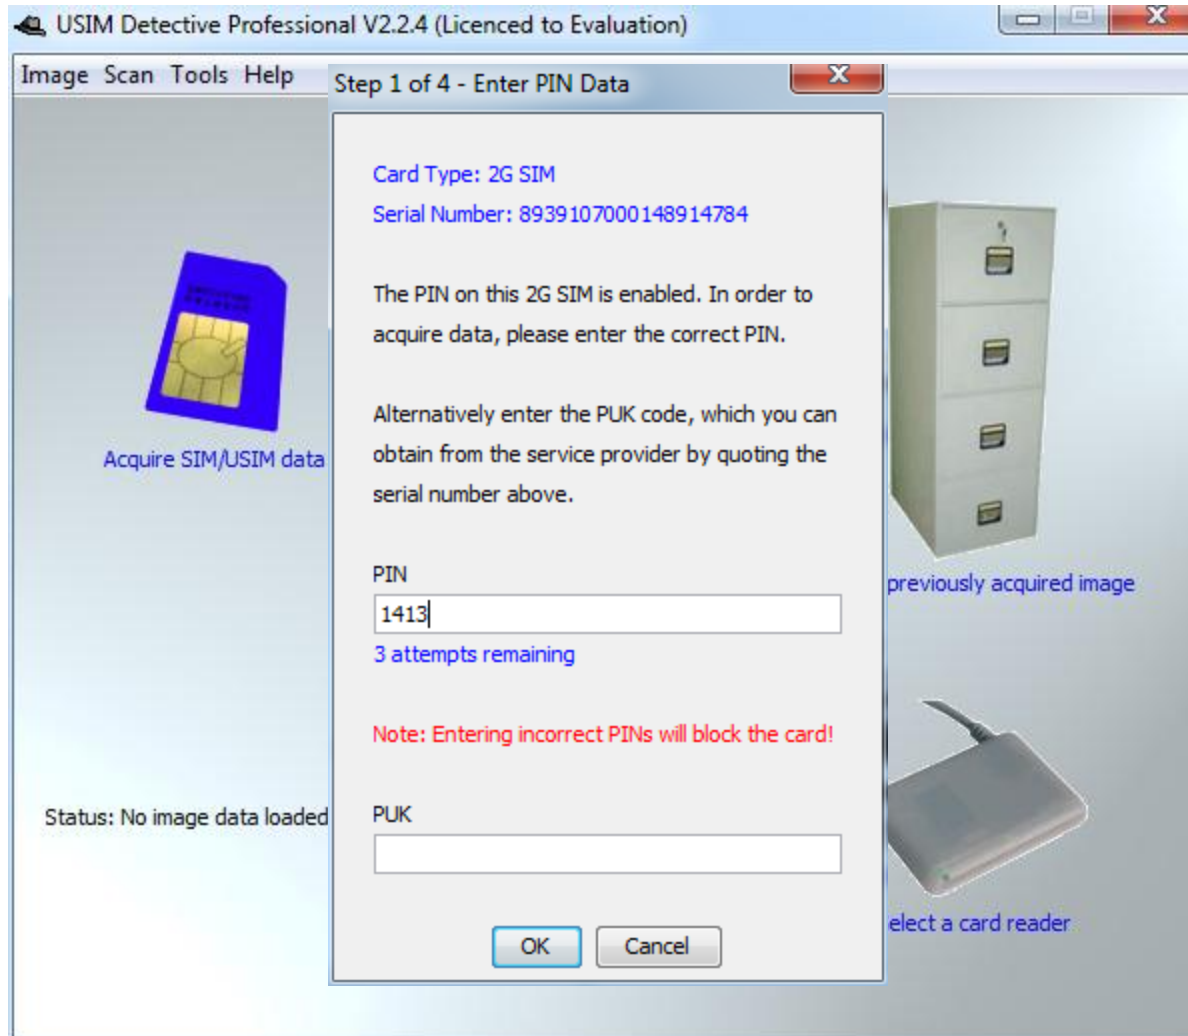 USIM Detective Professional V2.2.4 (Licenced to Evaluation)
Image Scan Tools Help
Step 1 of 4 - Enter PIN Data
Card Type: 2G SIM
Serial Number: 8939107000148914784
The PIN on this 2G SIM is enabled. In order to
acquire data, please enter the correct PIN.
Alternatively enter the PUK code, which you can
obtain from the service provider by quoting the
serial number above.
PIN
1413
3 attempts remaining
Note: Entering incorrect PINs will block the card!
PUK
OK Cancel
Acquire SIM/USIM data
Status: No image data loaded
previously acquired image
elect a card reader